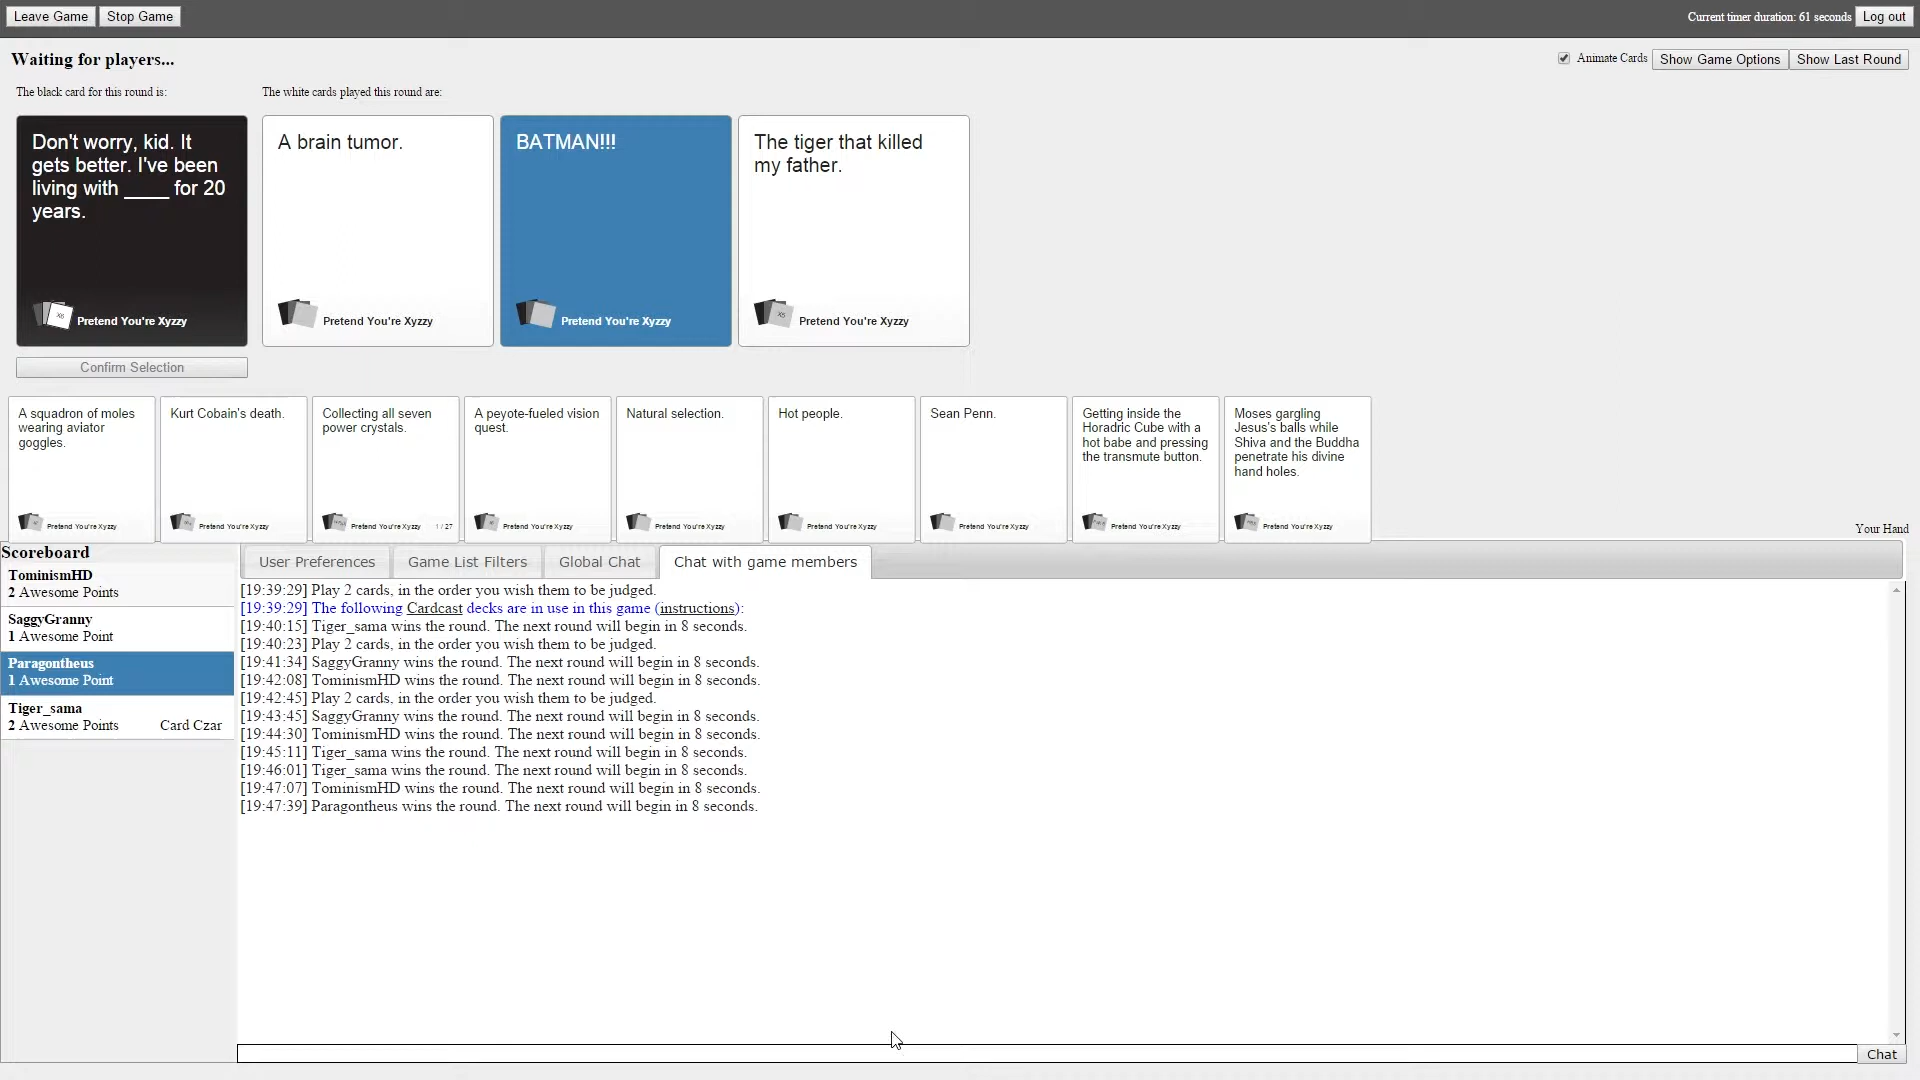 Leave Game Stop Game Current timer duration: 61 seconds Log out
Waiting for players... Animate Cards Show Game Options Show Last Round
The black card for this round is: The white cards played this round are:
Don't worry, kid. It
gets better. I've been
living with ____ for 20
years.
Pretend You're Xyzzy
A brain tumor.
Pretend You're Xyzzy
BATMAN!!!
Pretend You're Xyzzy
The tiger that killed
my father.
Pretend You're Xyzzy
Confirm Selection
A squadron of moles
wearing aviator
goggles.
Pretend You're Xyzzy
Kurt Cobain's death.
Pretend You're Xyzzy
Collecting all seven
power crystals.
Pretend You're Xyzzy 1 / 27
A peyote-fueled vision
quest.
Pretend You're Xyzzy
Natural selection.
Pretend You're Xyzzy
Hot people.
Pretend You're Xyzzy
Sean Penn.
Pretend You're Xyzzy
Getting inside the
Horadric Cube with a
hot babe and pressing
the transmute button.
Pretend You're Xyzzy
Moses gargling
Jesus's balls while
Shiva and the Buddha
penetrate his divine
hand holes.
Pretend You're Xyzzy
Your Hand
Scoreboard
TominismHD
2 Awesome Points
SaggyGranny
1 Awesome Point
Paragontheus
1 Awesome Point
Tiger_sama
2 Awesome Points Card Czar
User Preferences Game List Filters Global Chat Chat with game members
[19:39:29] Play 2 cards, in the order you wish them to be judged.
[19:39:29] The following Cardcast decks are in use in this game (instructions):
[19:40:15] Tiger_sama wins the round. The next round will begin in 8 seconds.
[19:40:23] Play 2 cards, in the order you wish them to be judged.
[19:41:34] SaggyGranny wins the round. The next round will begin in 8 seconds.
[19:42:08] TominismHD wins the round. The next round will begin in 8 seconds.
[19:42:45] Play 2 cards, in the order you wish them to be judged.
[19:43:45] SaggyGranny wins the round. The next round will begin in 8 seconds.
[19:44:30] TominismHD wins the round. The next round will begin in 8 seconds.
[19:45:11] Tiger_sama wins the round. The next round will begin in 8 seconds.
[19:46:01] Tiger_sama wins the round. The next round will begin in 8 seconds.
[19:47:07] TominismHD wins the round. The next round will begin in 8 seconds.
[19:47:39] Paragontheus wins the round. The next round will begin in 8 seconds.
Chat